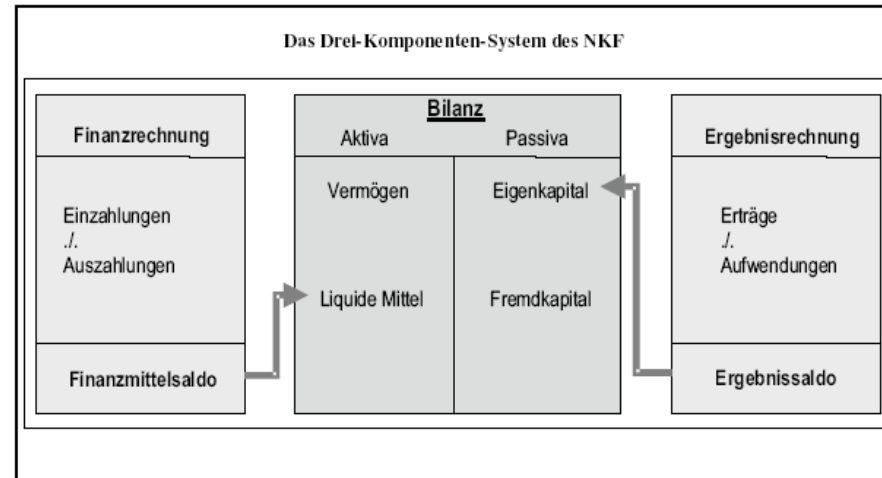 Das Drei-Komponenten-System des NKF
Finanzrechnung
Einzahlungen
./.
Auszahlungen
Finanzmittelsaldo
Bilanz
Aktiva Passiva
Vermögen Eigenkapital
Liquide Mittel Fremdkapital
Ergebnisrechnung
Erträge
./.
Aufwendungen
Ergebnissaldo